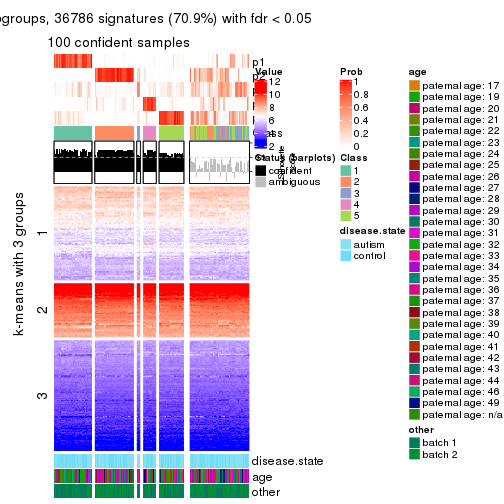 ogroups, 36786 signatures (70.9%) with fdr < 0.05
100 confident samples
p1
p2
Value
12
10
8
6
4
2
0
Prob
1
0.8
0.6
0.4
0.2
0
Status (barplots)
confident
ambiguous
Class
1
2
3
4
5
disease.state
autism
control
age
paternal age: 17
paternal age: 19
paternal age: 20
paternal age: 21
paternal age: 22
paternal age: 23
paternal age: 24
paternal age: 25
paternal age: 26
paternal age: 27
paternal age: 28
paternal age: 29
paternal age: 30
paternal age: 31
paternal age: 32
paternal age: 33
paternal age: 34
paternal age: 35
paternal age: 36
paternal age: 37
paternal age: 38
paternal age: 39
paternal age: 40
paternal age: 41
paternal age: 42
paternal age: 43
paternal age: 44
paternal age: 46
paternal age: 49
paternal age: n/a
other
batch 1
batch 2
k-means with 3 groups
1
2
3
disease.state
age
other